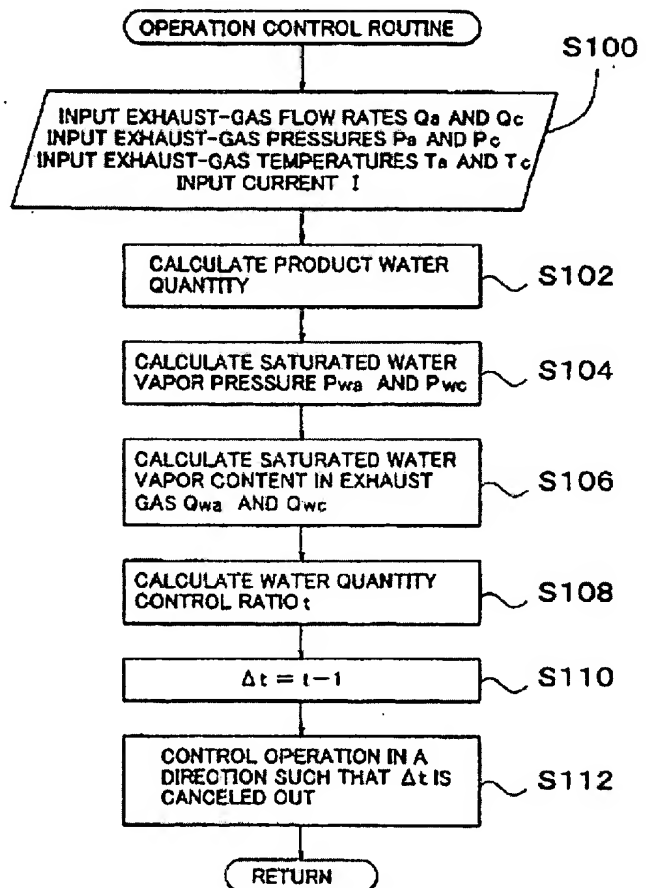 OPERATION CONTROL ROUTINE
S100
INPUT EXHAUST-GAS FLOW RATES Qa AND Qc
INPUT EXHAUST-GAS PRESSURES Pa AND Pc
INPUT EXHAUST-GAS TEMPERATURES Ta AND Tc
INPUT CURRENT I
CALCULATE PRODUCT WATER
QUANTITY
S102
CALCULATE SATURATED WATER
VAPOR PRESSURE Pwa AND Pwc
S104
CALCULATE SATURATED WATER
VAPOR CONTENT IN EXHAUST
GAS Qwa AND Qwc
S106
CALCULATE WATER QUANTITY
CONTROL RATIO t
S108
Δt = t-1
S110
CONTROL OPERATION IN A
DIRECTION SUCH THAT Δt IS
CANCELED OUT
S112
RETURN